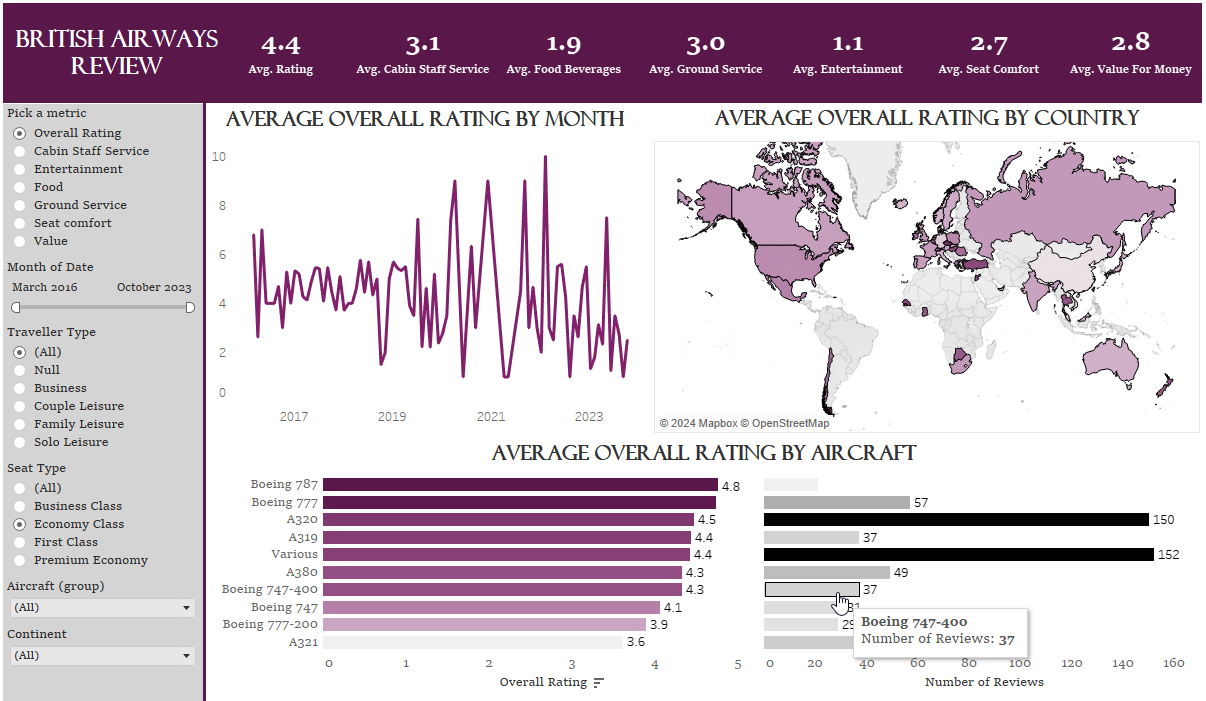 BRITISH AIRWAYS
REVIEW
4.4
Avg. Rating
3.1
Avg. Cabin Staff Service
1.9
Avg. Food Beverages
3.0
Avg. Ground Service
1.1
Avg. Entertainment
2.7
Avg. Seat Comfort
2.8
Avg. Value For Money
Pick a metric
Overall Rating
Cabin Staff Service
Entertainment
Food
Ground Service
Seat comfort
Value
Month of Date
March 2016 October 2023
Traveller Type
(All)
Null
Business
Couple Leisure
Family Leisure
Solo Leisure
Seat Type
(All)
Business Class
Economy Class
First Class
Premium Economy
Aircraft (group)
(All)
Continent
(All)
AVERAGE OVERALL RATING BY MONTH
10
8
6
4
2
0
2017 2019 2021 2023
AVERAGE OVERALL RATING BY COUNTRY
© 2024 Mapbox © OpenStreetMap
AVERAGE OVERALL RATING BY AIRCRAFT
Boeing 787 4.8
Boeing 777 57
A320 4.5 150
A319 4.4 37
Various 4.4 152
A380 4.3 49
Boeing 747-400 4.3 37
Boeing 747 4.1
Boeing 777-200 3.9
A321 3.6
Boeing 747-400
Number of Reviews: 37
0 1 2 3 4 5
Overall Rating
0 20 40 60 80 100 120 140 160
Number of Reviews